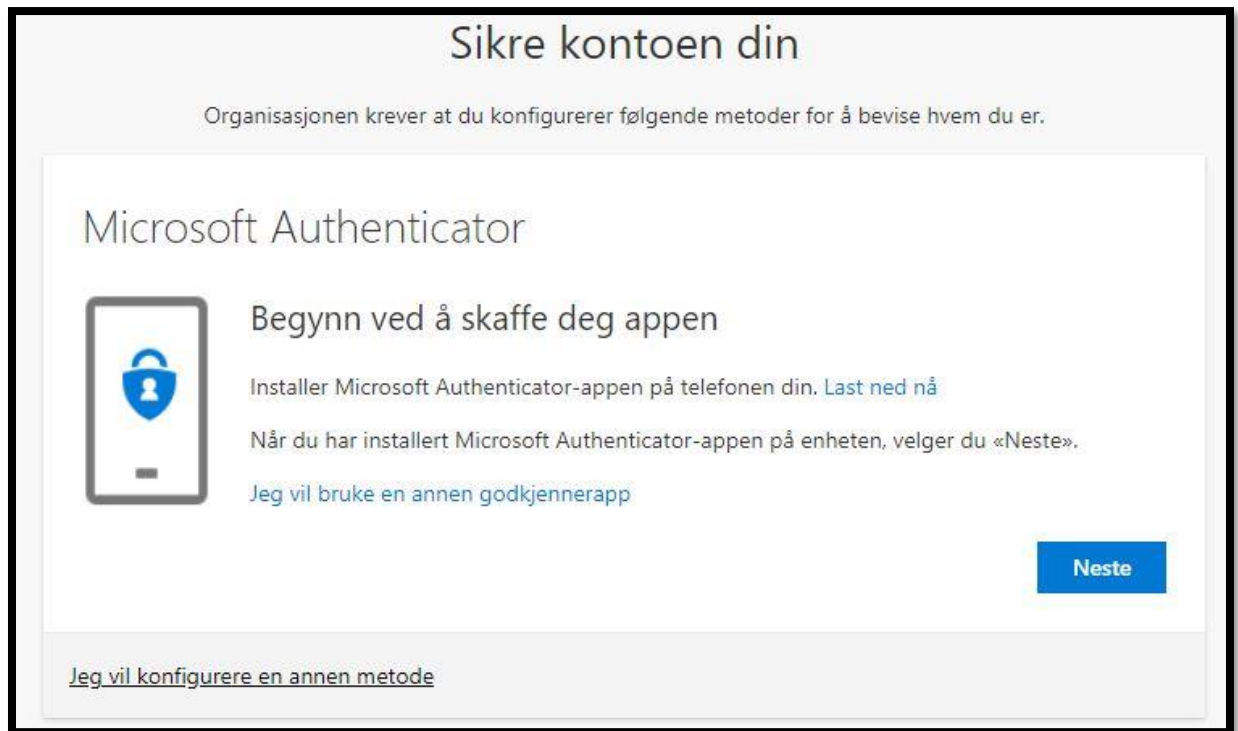 Sikre kontoen din
Organisasjonen krever at du konfigurerer følgende metoder for å bevise hvem du er.
Microsoft Authenticator
Begynn ved å skaffe deg appen
Installer Microsoft Authenticator-appen på telefonen din. Last ned nå
Når du har installert Microsoft Authenticator-appen på enheten, velger du «Neste».
Jeg vil bruke en annen godkjennerapp
Neste
Jeg vil konfigurere en annen metode